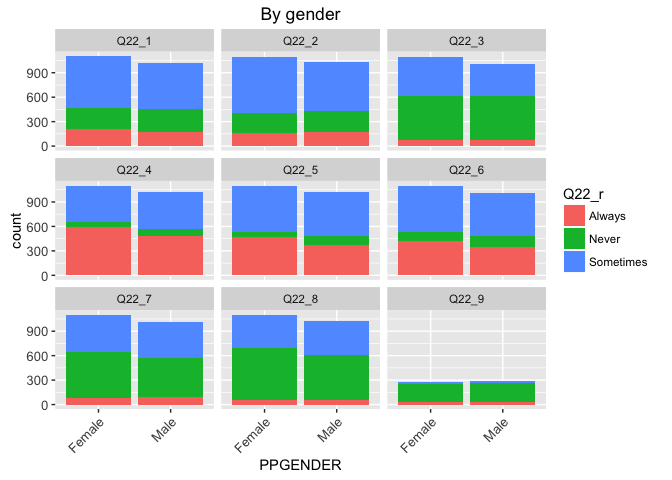 By gender
Q22_1 Q22_2 Q22_3
900
600
300
0
Q22_4 Q22_5 Q22_6
900
600
300
0
Q22_7 Q22_8 Q22_9
900
600
300
0
count
Female Male Female Male Female Male
PPGENDER
Q22_r
Always
Never
Sometimes